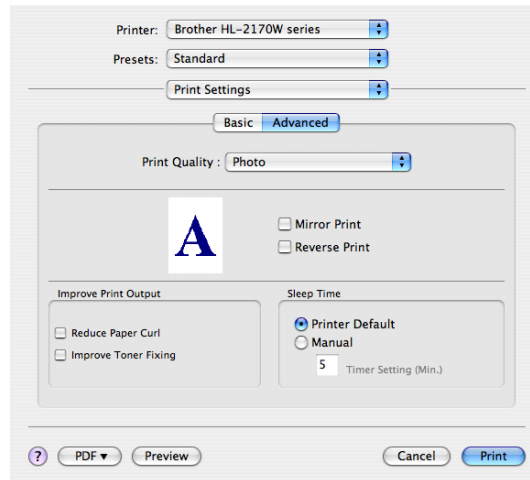 Printer: Brother HL-2170W series
Presets: Standard
Print Settings
Basic Advanced
Print Quality : Photo
A
Mirror Print
Reverse Print
Improve Print Output
Reduce Paper Curl
Improve Toner Fixing
Sleep Time
Printer Default
Manual
5 Timer Setting (Min.)
? PDF ▼ Preview Cancel Print